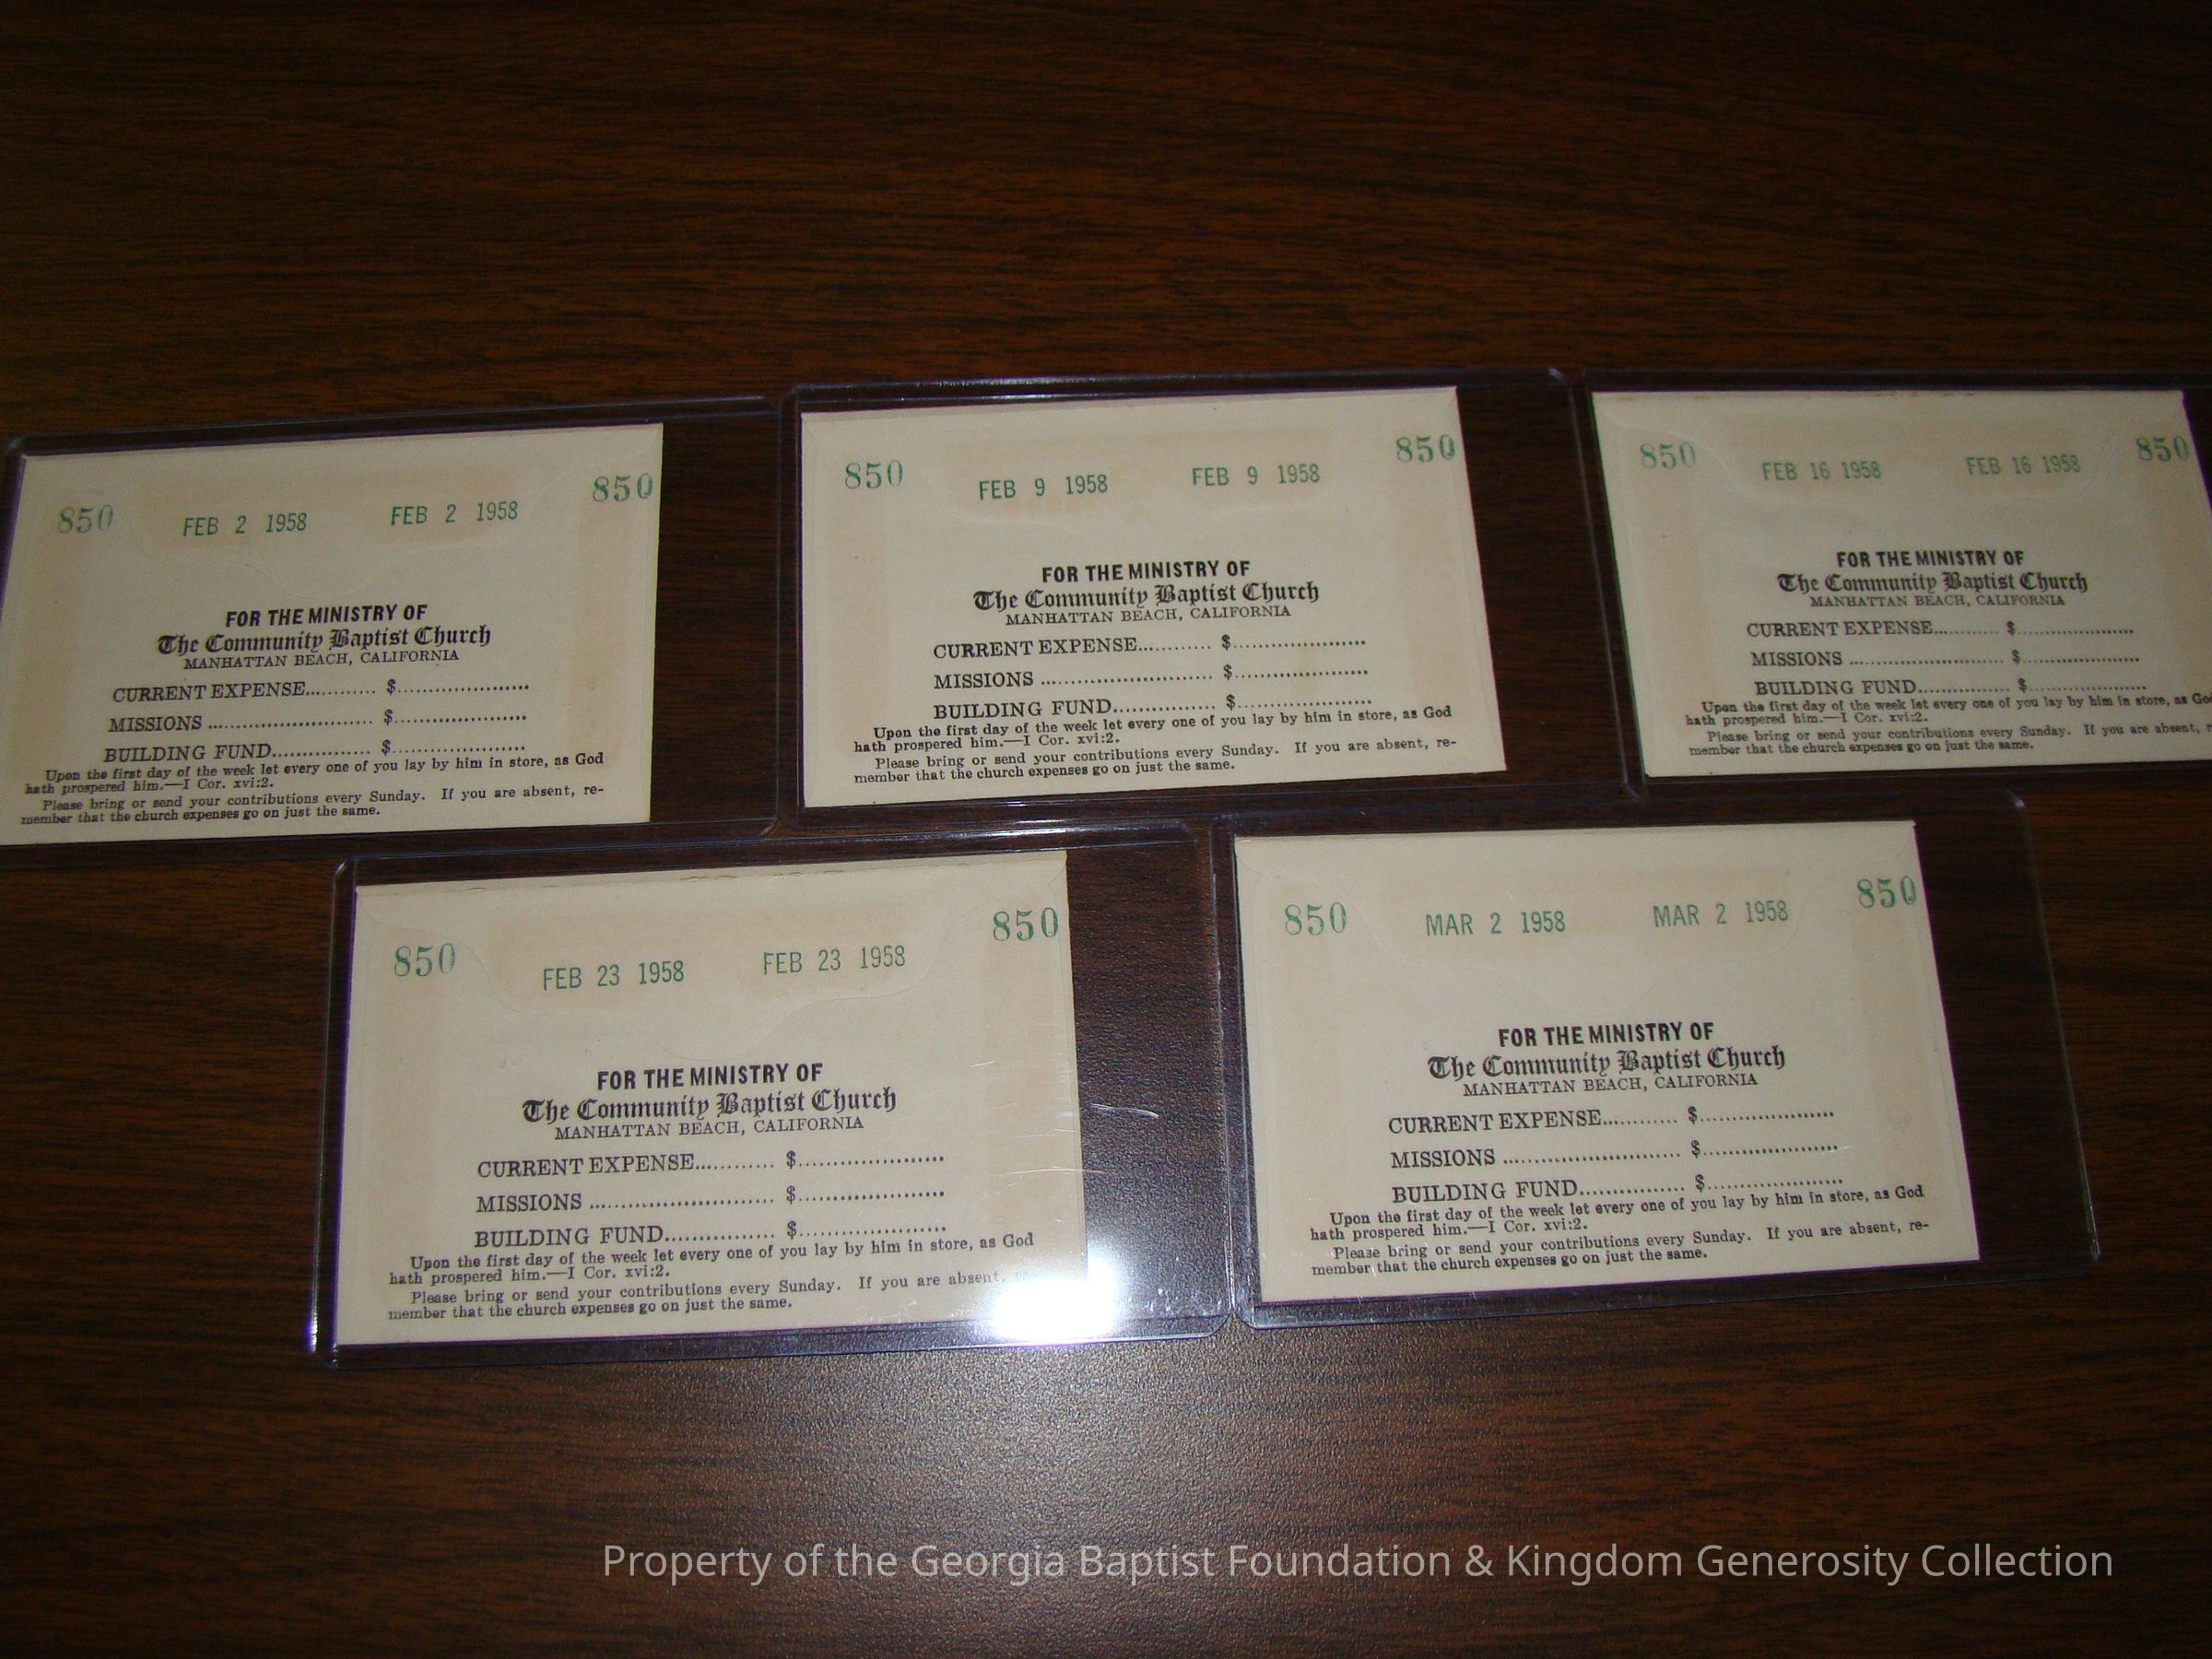 850 FEB 2 1958 FEB 2 1958 850
FOR THE MINISTRY OF
The Community Baptist Church
MANHATTAN BEACH, CALIFORNIA
CURRENT EXPENSE............ $......................
MISSIONS ............................ $......................
BUILDING FUND................ $......................
Upon the first day of the week let every one of you lay by him in store, as God
hath prospered him.—I Cor. xvi:2.
Please bring or send your contributions every Sunday. If you are absent, re-
member that the church expenses go on just the same.
850 FEB 9 1958 FEB 9 1958 850
FOR THE MINISTRY OF
The Community Baptist Church
MANHATTAN BEACH, CALIFORNIA
CURRENT EXPENSE............ $......................
MISSIONS ............................ $......................
BUILDING FUND................ $......................
Upon the first day of the week let every one of you lay by him in store, as God
hath prospered him.—I Cor. xvi:2.
Please bring or send your contributions every Sunday. If you are absent, re-
member that the church expenses go on just the same.
850 FEB 16 1958 FEB 16 1958 850
FOR THE MINISTRY OF
The Community Baptist Church
MANHATTAN BEACH, CALIFORNIA
CURRENT EXPENSE............ $......................
MISSIONS ............................ $......................
BUILDING FUND................ $......................
Upon the first day of the week let every one of you lay by him in store, as God
hath prospered him.—I Cor. xvi:2.
Please bring or send your contributions every Sunday. If you are absent,
member that the church expenses go on just the same.
850 FEB 23 1958 FEB 23 1958 850
FOR THE MINISTRY OF
The Community Baptist Church
MANHATTAN BEACH, CALIFORNIA
CURRENT EXPENSE............ $......................
MISSIONS ............................ $......................
BUILDING FUND................ $......................
Upon the first day of the week let every one of you lay by him in store, as God
hath prospered him.—I Cor. xvi:2.
Please bring or send your contributions every Sunday. If you are absent,
member that the church expenses go on just the same.
850 MAR 2 1958 MAR 2 1958 850
FOR THE MINISTRY OF
The Community Baptist Church
MANHATTAN BEACH, CALIFORNIA
CURRENT EXPENSE............ $......................
MISSIONS ............................ $......................
BUILDING FUND................ $......................
Upon the first day of the week let every one of you lay by him in store, as God
hath prospered him.—I Cor. xvi:2.
Please bring or send your contributions every Sunday. If you are absent, re-
member that the church expenses go on just the same.
Property of the Georgia Baptist Foundation & Kingdom Generosity Collection